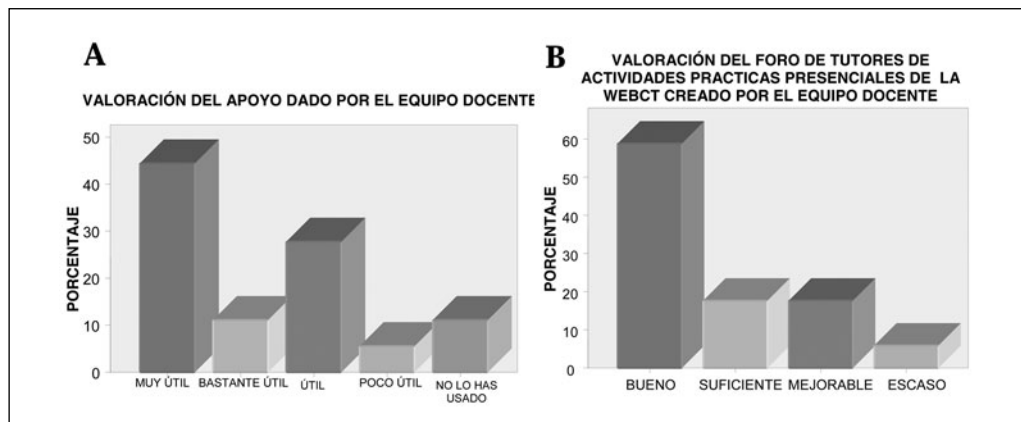 A
VALORACIÓN DEL APOYO DADO POR EL EQUIPO DOCENTE
PORCENTAJE
50
40
30
20
10
0
MUY ÚTIL
BASTANTE ÚTIL
ÚTIL
POCO ÚTIL
NO LO HAS
USADO
B
VALORACIÓN DEL FORO DE TUTORES DE
ACTIVIDADES PRACTICAS PRESENCIALES DE LA
WEBCT CREADO POR EL EQUIPO DOCENTE
PORCENTAJE
60
50
40
30
20
10
0
BUENO
SUFICIENTE
MEJORABLE
ESCASO